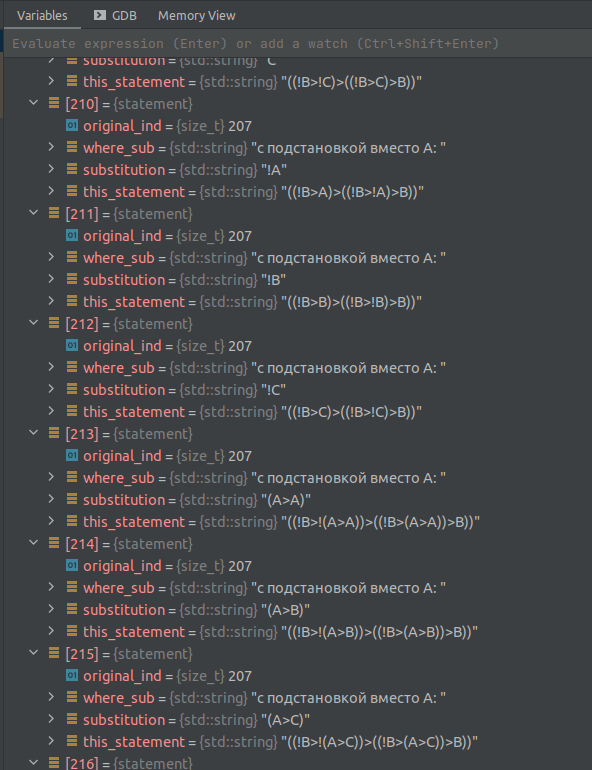 Variables GDB Memory View
Evaluate expression (Enter) or add a watch (Ctrl+Shift+Enter)
substitution = {std::string} "C"
this_statement = {std::string} "((!B>!C)>((!B>C)>B))"
[210] = {statement}
original_ind = {size_t} 207
where_sub = {std::string} "с подстановкой вместо A: "
substitution = {std::string} "!A"
this_statement = {std::string} "((!B>A)>((!B>!A)>B))"
[211] = {statement}
original_ind = {size_t} 207
where_sub = {std::string} "с подстановкой вместо A: "
substitution = {std::string} "!B"
this_statement = {std::string} "((!B>B)>((!B>!B)>B))"
[212] = {statement}
original_ind = {size_t} 207
where_sub = {std::string} "с подстановкой вместо A: "
substitution = {std::string} "!C"
this_statement = {std::string} "((!B>C)>((!B>!C)>B))"
[213] = {statement}
original_ind = {size_t} 207
where_sub = {std::string} "с подстановкой вместо A: "
substitution = {std::string} "(A>A)"
this_statement = {std::string} "((!B>!(A>A))>((!B>(A>A))>B))"
[214] = {statement}
original_ind = {size_t} 207
where_sub = {std::string} "с подстановкой вместо A: "
substitution = {std::string} "(A>B)"
this_statement = {std::string} "((!B>!(A>B))>((!B>(A>B))>B))"
[215] = {statement}
original_ind = {size_t} 207
where_sub = {std::string} "с подстановкой вместо A: "
substitution = {std::string} "(A>C)"
this_statement = {std::string} "((!B>!(A>C))>((!B>(A>C))>B))"
[216] = {statement}